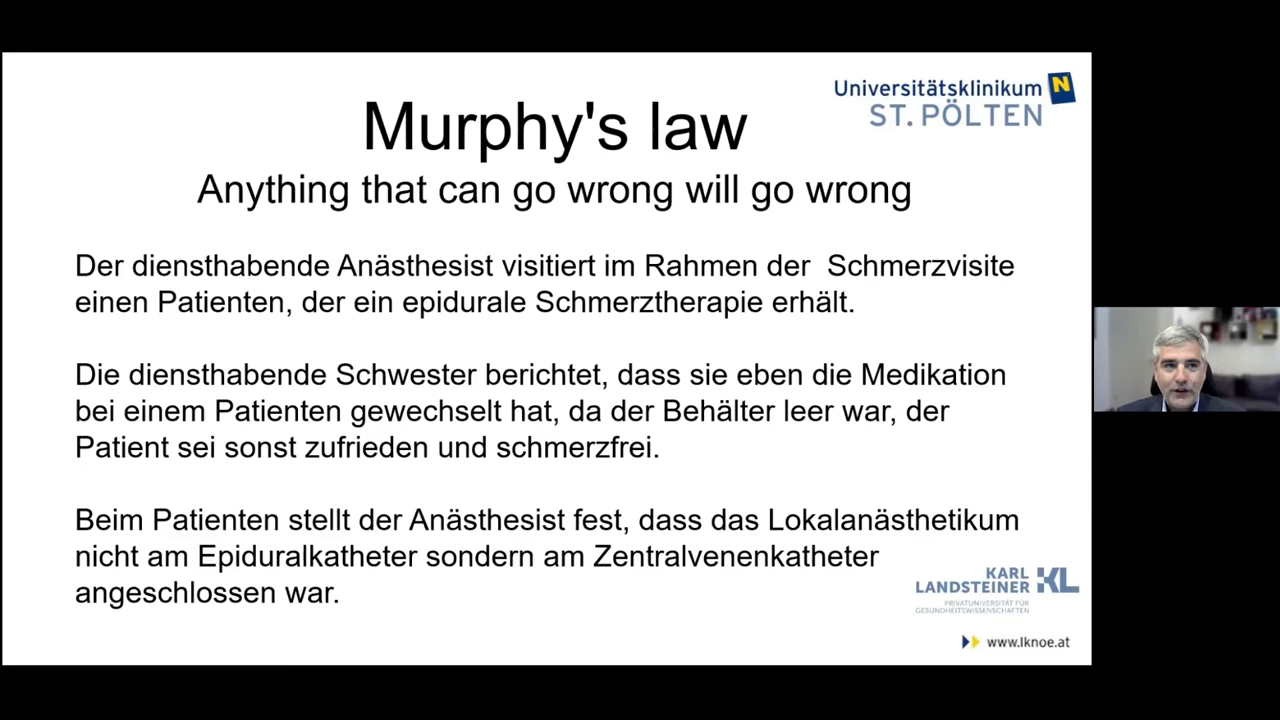 Universitätsklinikum N
ST. PÖLTEN
Murphy's law
Anything that can go wrong will go wrong
Der diensthabende Anästhesist visitiert im Rahmen der  Schmerzvisite
einen Patienten, der ein epidurale Schmerztherapie erhält.
Die diensthabende Schwester berichtet, dass sie eben die Medikation
bei einem Patienten gewechselt hat, da der Behälter leer war, der
Patient sei sonst zufrieden und schmerzfrei.
Beim Patienten stellt der Anästhesist fest, dass das Lokalanästhetikum
nicht am Epiduralkatheter sondern am Zentralvenenkatheter
angeschlossen war.
KARL
LANDSTEINER KL
PRIVATUNIVERSITÄT FÜR
GESUNDHEITSWISSENSCHAFTEN
www.lknoe.at